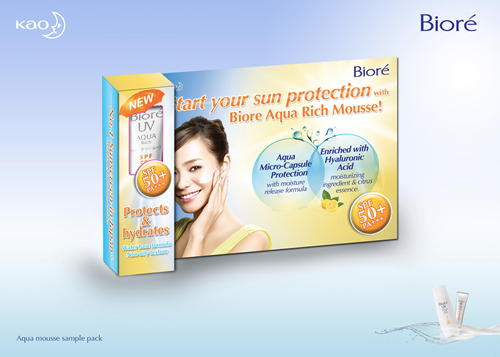 Kao
Bioré
Bioré
Start your sun protection with
Biore Aqua Rich Mousse!
NEW
Bioré
UV
AQUA
Rich
SPF
50+
SPF
50+
PA+++
Protects
&
hydrates
Aqua
Micro-Capsule
Protection
with moisture
release formula
Enriched with
Hyaluronic
Acid
moisturizing
ingredient & citrus
essence.
SPF
50+
PA+++
Aqua mousse sample pack